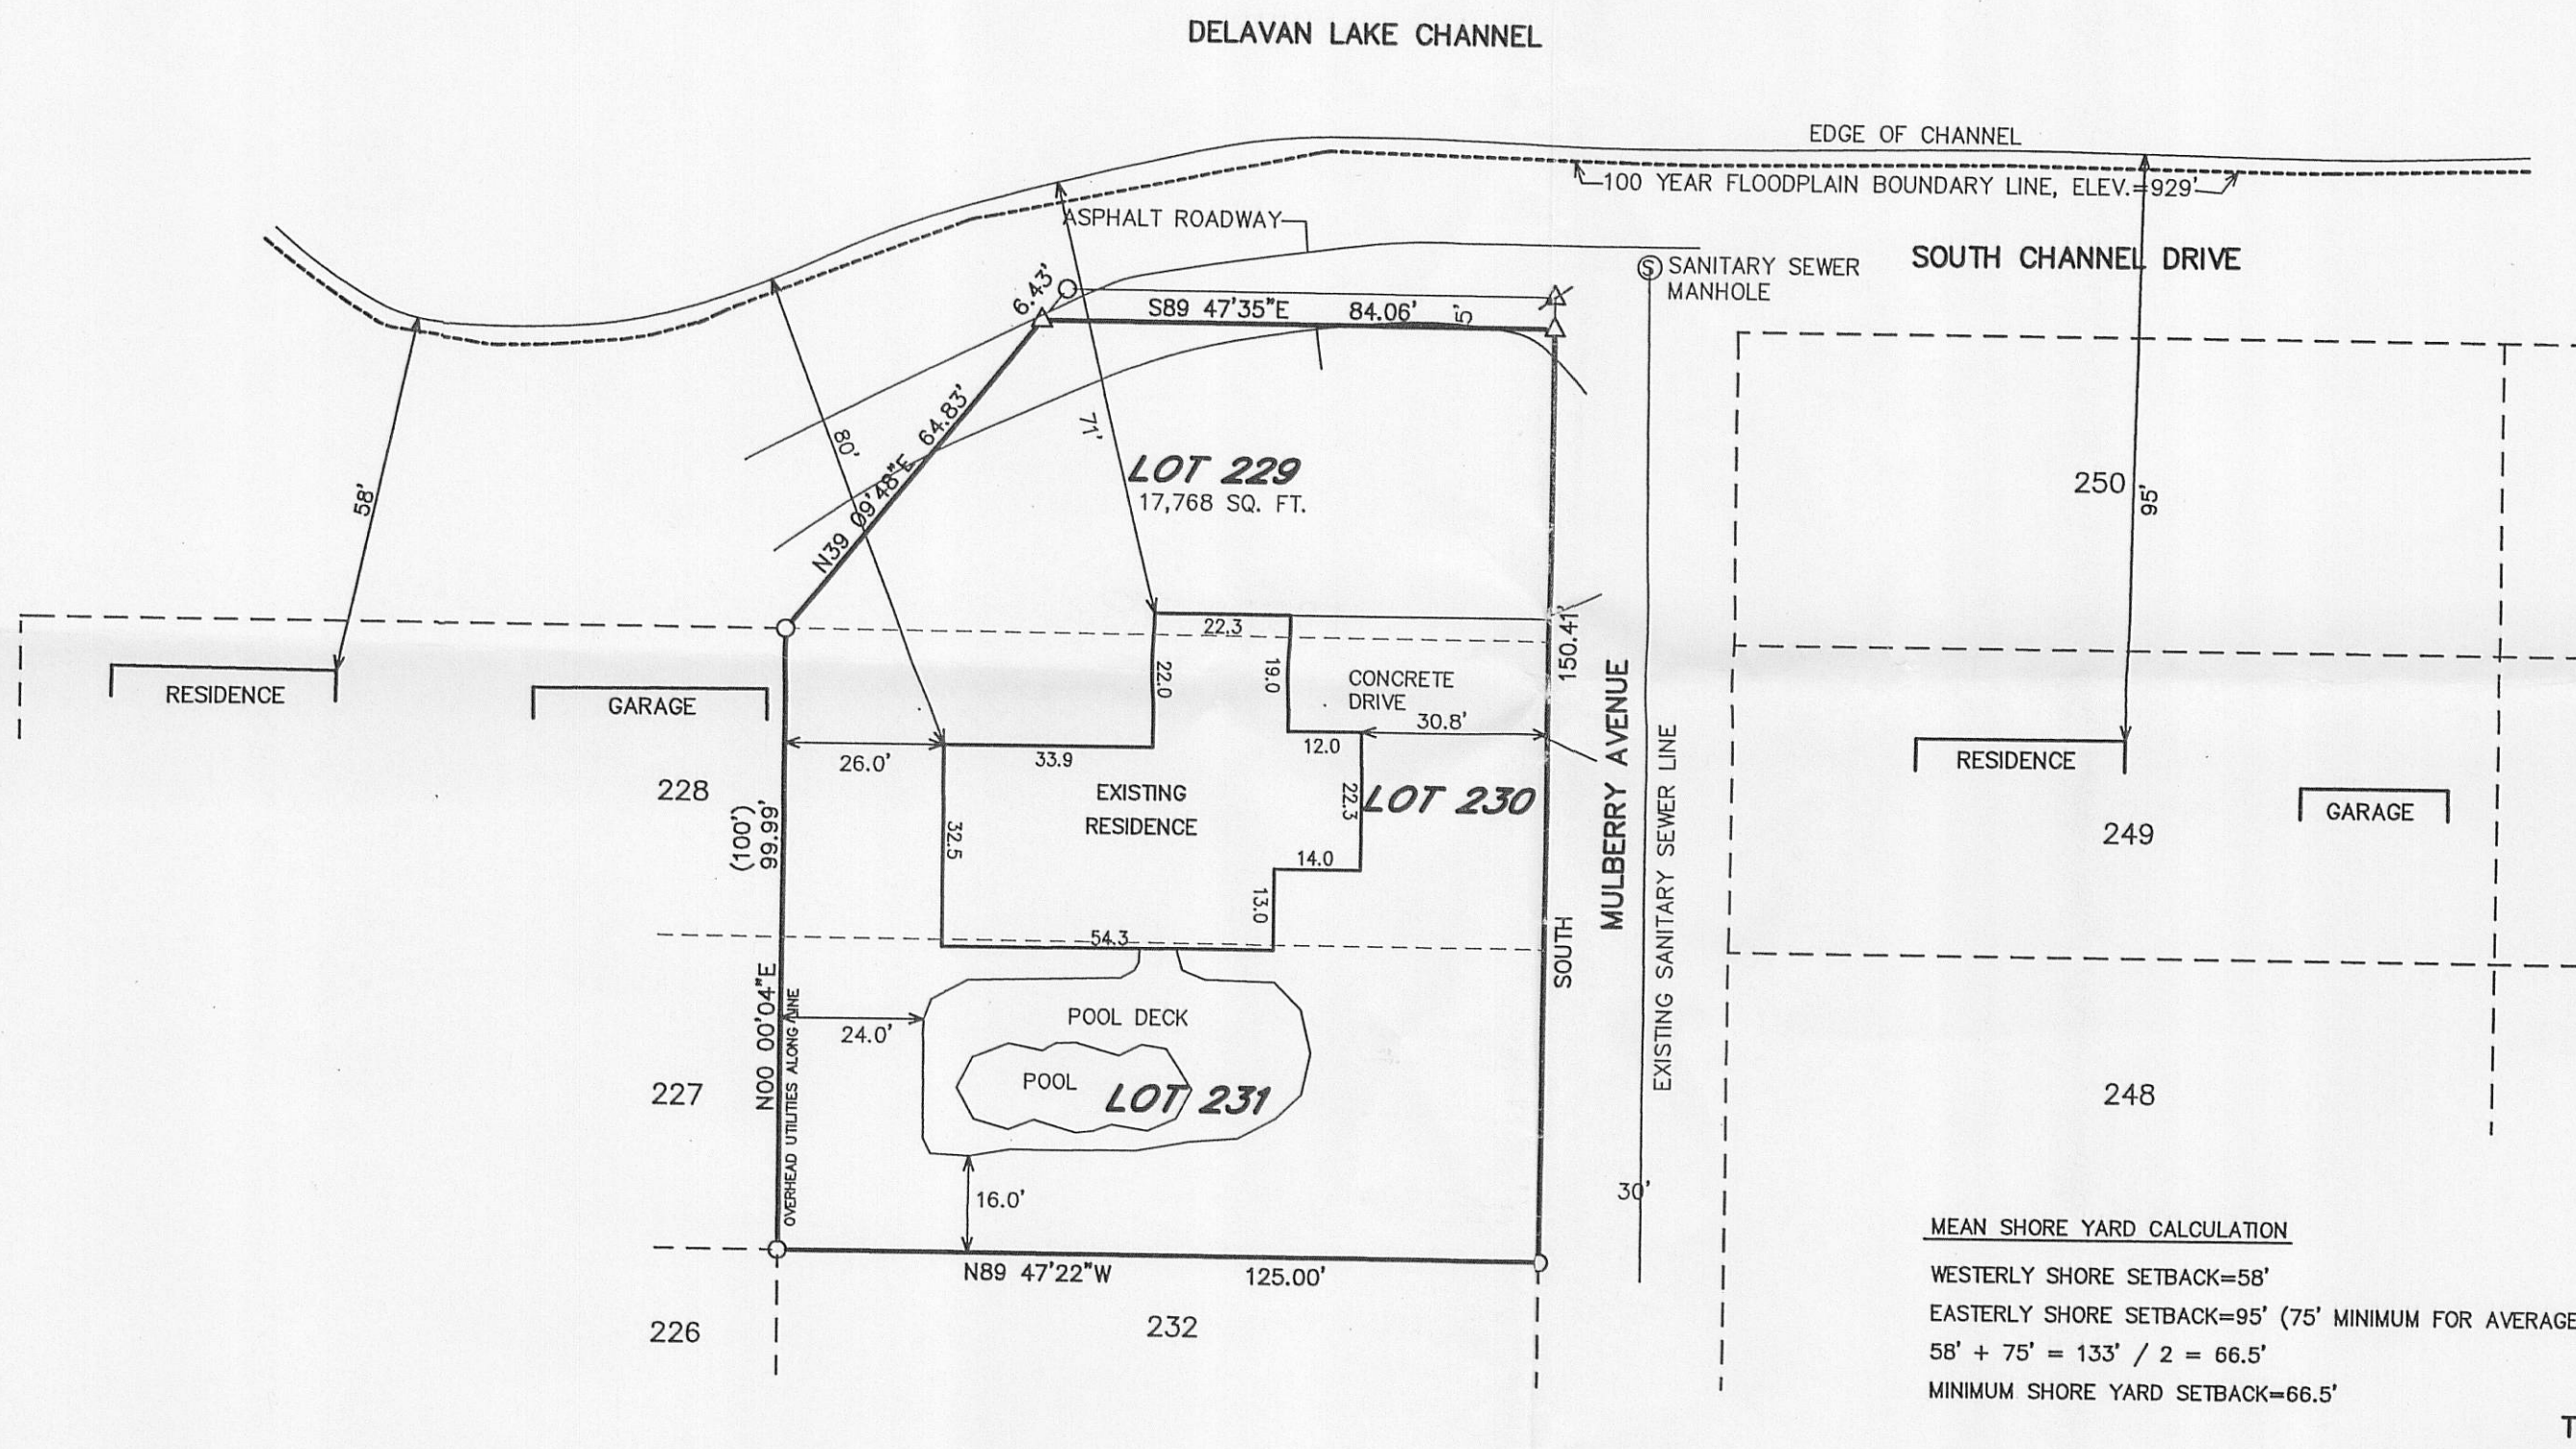 DELAVAN LAKE CHANNEL
EDGE OF CHANNEL
100 YEAR FLOODPLAIN BOUNDARY LINE, ELEV.=929'
ASPHALT ROADWAY
SOUTH CHANNEL DRIVE
SANITARY SEWER
MANHOLE
S
6.43'
S89 47'35"E 84.06' 5'
58'
80'
64.83'
N39 09'48"E
71'
LOT 229
17,768 SQ. FT.
250
95'
22.3
22.0
19.0
CONCRETE
DRIVE
30.8'
12.0
150.41'
RESIDENCE
GARAGE
26.0'
33.9
228
EXISTING
RESIDENCE
22.3
LOT 230
(100')
99.99'
32.5
14.0
13.0
54.3
MULBERRY AVENUE
SOUTH
EXISTING SANITARY SEWER LINE
RESIDENCE
GARAGE
249
N00 00'04"E
OVERHEAD UTILITIES ALONG LINE
24.0'
POOL DECK
POOL
LOT 231
227
248
16.0'
30'
N89 47'22"W 125.00'
226
232
MEAN SHORE YARD CALCULATION
WESTERLY SHORE SETBACK=58'
EASTERLY SHORE SETBACK=95' (75' MINIMUM FOR AVERAGE
58' + 75' = 133' / 2 = 66.5'
MINIMUM SHORE YARD SETBACK=66.5'
T